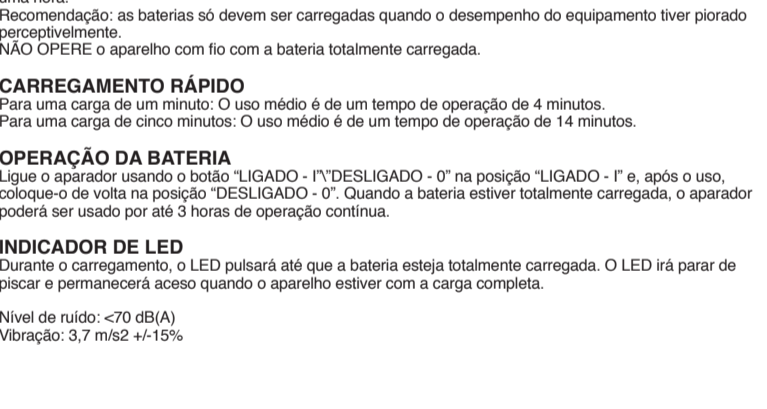 uma hora.
Recomendação: as baterias só devem ser carregadas quando o desempenho do equipamento tiver piorado
perceptivelmente.
NÃO OPERE o aparelho com fio com a bateria totalmente carregada.
CARREGAMENTO RÁPIDO
Para uma carga de um minuto: O uso médio é de um tempo de operação de 4 minutos.
Para uma carga de cinco minutos: O uso médio é de um tempo de operação de 14 minutos.
OPERAÇÃO DA BATERIA
Ligue o aparador usando o botão “LIGADO - I”\”DESLIGADO - 0” na posição “LIGADO - I” e, após o uso,
coloque-o de volta na posição “DESLIGADO - 0”. Quando a bateria estiver totalmente carregada, o aparador
poderá ser usado por até 3 horas de operação contínua.
INDICADOR DE LED
Durante o carregamento, o LED pulsará até que a bateria esteja totalmente carregada. O LED irá parar de
piscar e permanecerá aceso quando o aparelho estiver com a carga completa.
Nível de ruído: <70 dB(A)
Vibração: 3,7 m/s2 +/-15%